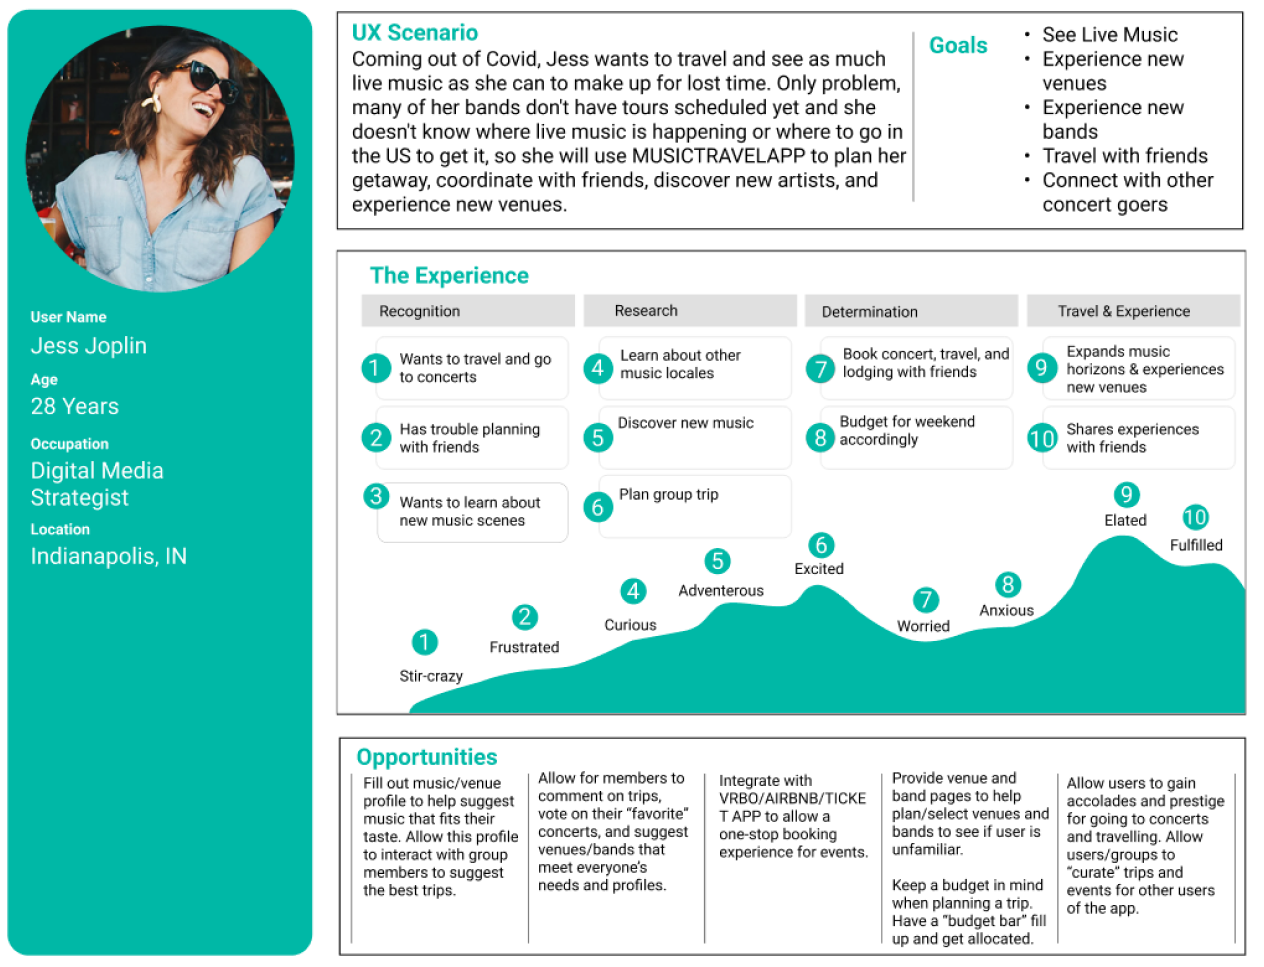 User Name
Jess Joplin
Age
28 Years
Occupation
Digital Media
Strategist
Location
Indianapolis, IN
UX Scenario
Coming out of Covid, Jess wants to travel and see as much
live music as she can to make up for lost time. Only problem,
many of her bands don't have tours scheduled yet and she
doesn't know where live music is happening or where to go in
the US to get it, so she will use MUSICTRAVELAPP to plan her
getaway, coordinate with friends, discover new artists, and
experience new venues.
Goals
• See Live Music
• Experience new
venues
• Experience new
bands
• Travel with friends
• Connect with other
concert goers
The Experience
Recognition
1
Wants to travel and go
to concerts
2
Has trouble planning
with friends
3
Wants to learn about
new music scenes
Research
4
Learn about other
music locales
5
Discover new music
6
Plan group trip
Determination
7
Book concert, travel, and
lodging with friends
8
Budget for weekend
accordingly
Travel & Experience
9
Expands music
horizons & experiences
new venues
10
Shares experiences
with friends
1
Stir-crazy
2
Frustrated
4
Curious
5
Adventerous
6
Excited
7
Worried
8
Anxious
9
Elated
10
Fulfilled
Opportunities
Fill out music/venue
profile to help suggest
music that fits their
taste. Allow this profile
to interact with group
members to suggest
the best trips.
Allow for members to
comment on trips,
vote on their “favorite”
concerts, and suggest
venues/bands that
meet everyone’s
needs and profiles.
Integrate with
VRBO/AIRBNB/TICKE
T APP to allow a
one-stop booking
experience for events.
Provide venue and
band pages to help
plan/select venues and
bands to see if user is
unfamiliar.
Keep a budget in mind
when planning a trip.
Have a “budget bar” fill
up and get allocated.
Allow users to gain
accolades and prestige
for going to concerts
and travelling. Allow
users/groups to
“curate” trips and
events for other users
of the app.